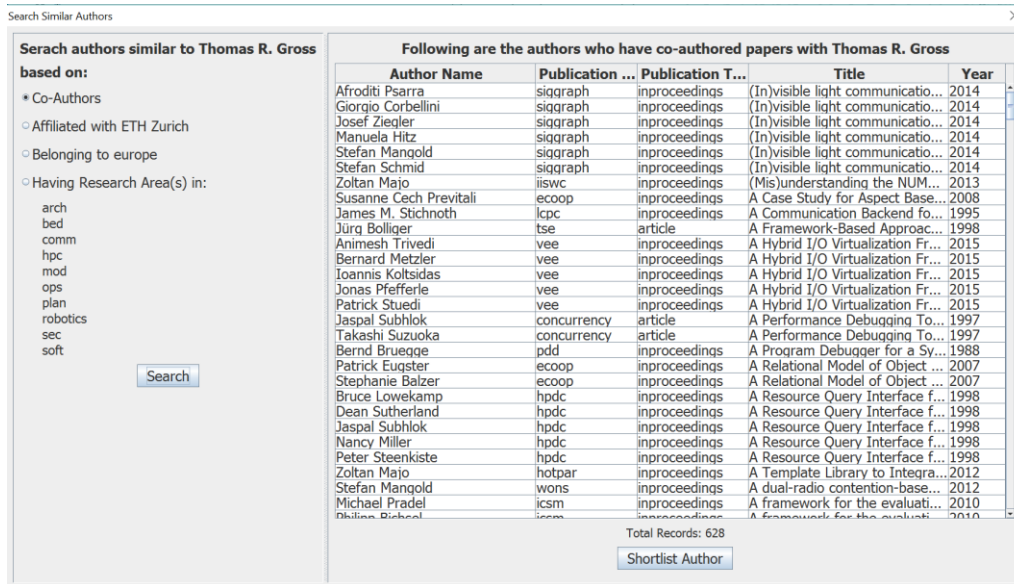 Search Similar Authors
Serach authors similar to Thomas R. Gross
based on:
Co-Authors
Affiliated with ETH Zurich
Belonging to europe
Having Research Area(s) in:
arch
bed
comm
hpc
mod
ops
plan
robotics
sec
soft
Search
Following are the authors who have co-authored papers with Thomas R. Gross
Author Name Publication ... Publication T... Title Year
Afroditi Psarra siggraph inproceedings (In)visible light communicatio... 2014
Giorgio Corbellini siggraph inproceedings (In)visible light communicatio... 2014
Josef Ziegler siggraph inproceedings (In)visible light communicatio... 2014
Manuela Hitz siggraph inproceedings (In)visible light communicatio... 2014
Stefan Mangold siggraph inproceedings (In)visible light communicatio... 2014
Stefan Schmid siggraph inproceedings (In)visible light communicatio... 2014
Zoltan Majo iiswc inproceedings (Mis)understanding the NUM... 2013
Susanne Cech Previtali ecoop inproceedings A Case Study for Aspect Base... 2008
James M. Stichnoth lcpc inproceedings A Communication Backend fo... 1995
Jürg Bolliger tse article A Framework-Based Approac... 1998
Animesh Trivedi vee inproceedings A Hybrid I/O Virtualization Fr... 2015
Bernard Metzler vee inproceedings A Hybrid I/O Virtualization Fr... 2015
Ioannis Koltsidas vee inproceedings A Hybrid I/O Virtualization Fr... 2015
Jonas Pfefferle vee inproceedings A Hybrid I/O Virtualization Fr... 2015
Patrick Stuedi vee inproceedings A Hybrid I/O Virtualization Fr... 2015
Jaspal Subhlok concurrency article A Performance Debugging To... 1997
Takashi Suzuoka concurrency article A Performance Debugging To... 1997
Bernd Bruegge pdd inproceedings A Program Debugger for a Sy... 1988
Patrick Eugster ecoop inproceedings A Relational Model of Object ... 2007
Stephanie Balzer ecoop inproceedings A Relational Model of Object ... 2007
Bruce Lowekamp hpdc inproceedings A Resource Query Interface f... 1998
Dean Sutherland hpdc inproceedings A Resource Query Interface f... 1998
Jaspal Subhlok hpdc inproceedings A Resource Query Interface f... 1998
Nancy Miller hpdc inproceedings A Resource Query Interface f... 1998
Peter Steenkiste hpdc inproceedings A Resource Query Interface f... 1998
Zoltan Majo hotpar inproceedings A Template Library to Integra... 2012
Stefan Mangold wons inproceedings A dual-radio contention-base... 2012
Michael Pradel icsm inproceedings A framework for the evaluati... 2010
Philipp Bichsel icsm inproceedings A framework for the evaluati... 2010
Total Records: 628
Shortlist Author